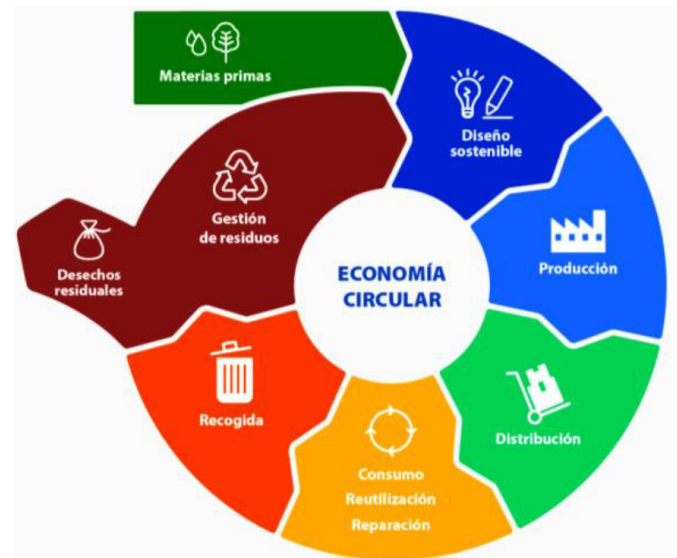 Materias primas
Diseño
sostenible
Producción
Distribución
Consumo
Reutilización
Reparación
Recogida
Gestión
de residuos
Desechos
residuales
ECONOMÍA
CIRCULAR